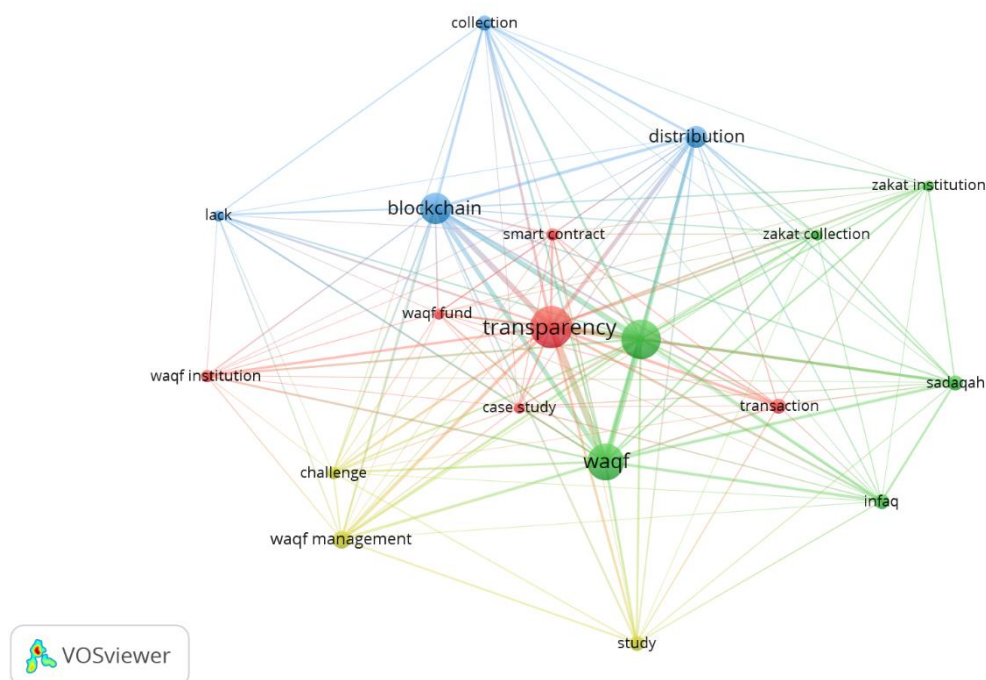 collection
distribution
zakat institution
blockchain
lack
smart contract
zakat collection
waqf fund
transparency
waqf institution
sadaqah
case study
transaction
waqf
challenge
infaq
waqf management
study
VOSviewer